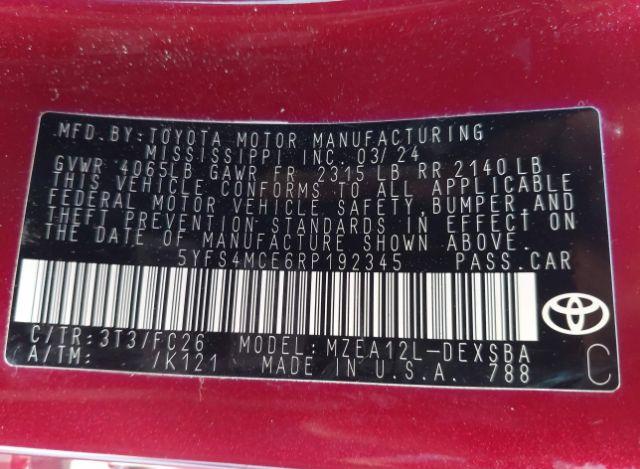 MFD. BY: TOYOTA MOTOR MANUFACTURING
MISSISSIPPI INC. 03/24
GVWR 4065LB GAWR FR 2315 LB RR 2140 LB
THIS VEHICLE CONFORMS TO ALL APPLICABLE
FEDERAL MOTOR VEHICLE, SAFETY, BUMPER, AND
THEFT PREVENTION STANDARDS IN EFFECT ON
THE DATE OF MANUFACTURE SHOWN ABOVE.
5YFS4MCE6RP192345 PASS.CAR
C/TR: 3T3/FC26 MODEL: MZEA12L-DEXSBA
A/TM: /K121 MADE IN U.S.A. 788
C